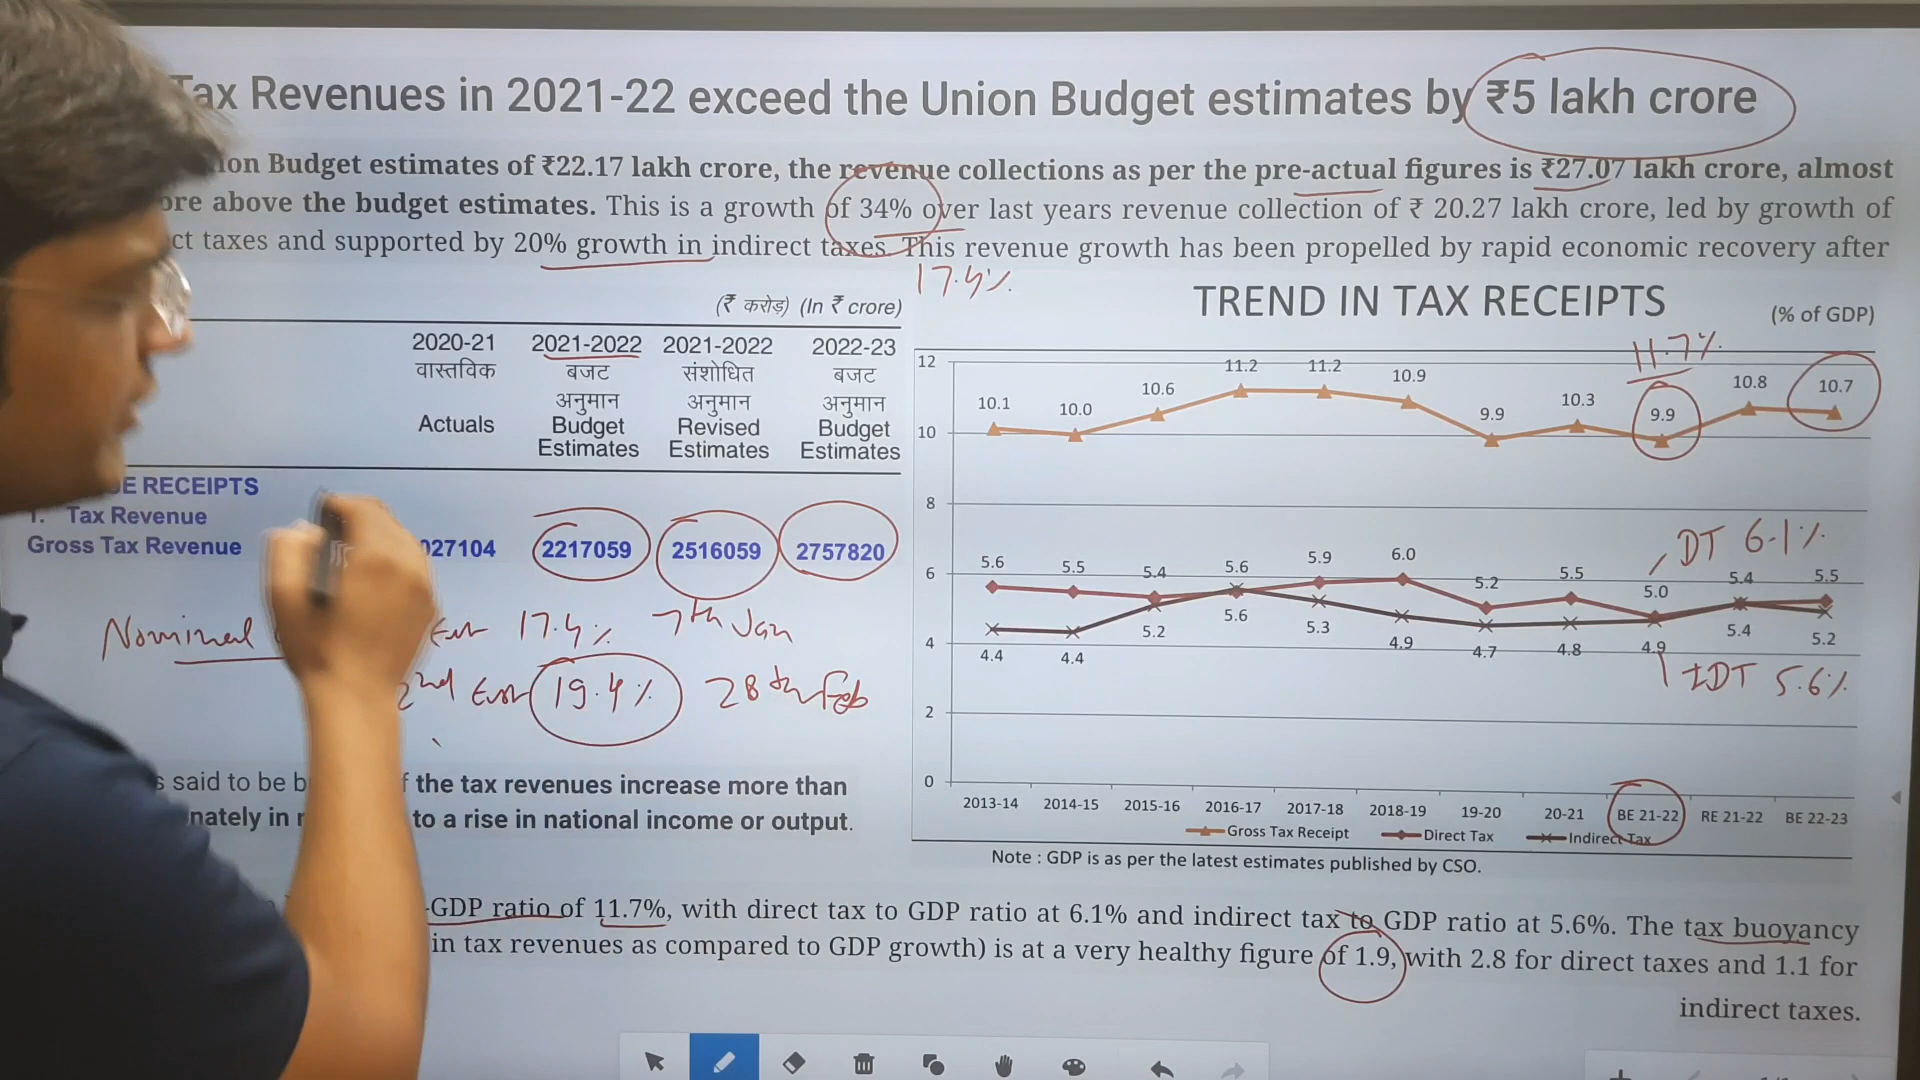 Tax Revenues in 2021-22 exceed the Union Budget estimates by ₹5 lakh crore
Budget estimates of ₹22.17 lakh crore, the revenue collections as per the pre-actual figures is ₹27.07 lakh crore, almost
above the budget estimates. This is a growth of 34% over last years revenue collection of ₹ 20.27 lakh crore, led by growth of
taxes and supported by 20% growth in indirect taxes. This revenue growth has been propelled by rapid economic recovery after
17.4%
(₹ करोड़) (In ₹ crore)
2020-21 2021-2022 2021-2022 2022-23
वास्तविक बजट संशोधित बजट
अनुमान अनुमान अनुमान
Actuals Budget Revised Budget
Estimates Estimates Estimates
RECEIPTS
1. Tax Revenue
Gross Tax Revenue 2217059 2516059 2757820
Nominal 17.4% 7th Jan
2nd Est 19.4% 28th Feb
said to be the tax revenues increase more than
to a rise in national income or output.
TREND IN TAX RECEIPTS
(% of GDP)
11.7%
12
10
8
6
4
2
0
10.1 10.0 10.6 11.2 11.2 10.9 9.9 10.3 9.9 10.8 10.7
DT 6.1%
5.6 5.5 5.4 5.6 5.9 6.0 5.2 5.5 5.0 5.4 5.5
4.4 4.4 5.2 5.6 5.3 4.9 4.7 4.8 4.9 5.4 5.2
IDT 5.6%
2013-14 2014-15 2015-16 2016-17 2017-18 2018-19 19-20 20-21 BE 21-22 RE 21-22 BE 22-23
Gross Tax Receipt Direct Tax Indirect Tax
Note : GDP is as per the latest estimates published by CSO.
-GDP ratio of 11.7%, with direct tax to GDP ratio at 6.1% and indirect tax to GDP ratio at 5.6%. The tax buoyancy
in tax revenues as compared to GDP growth) is at a very healthy figure of 1.9, with 2.8 for direct taxes and 1.1 for
indirect taxes.